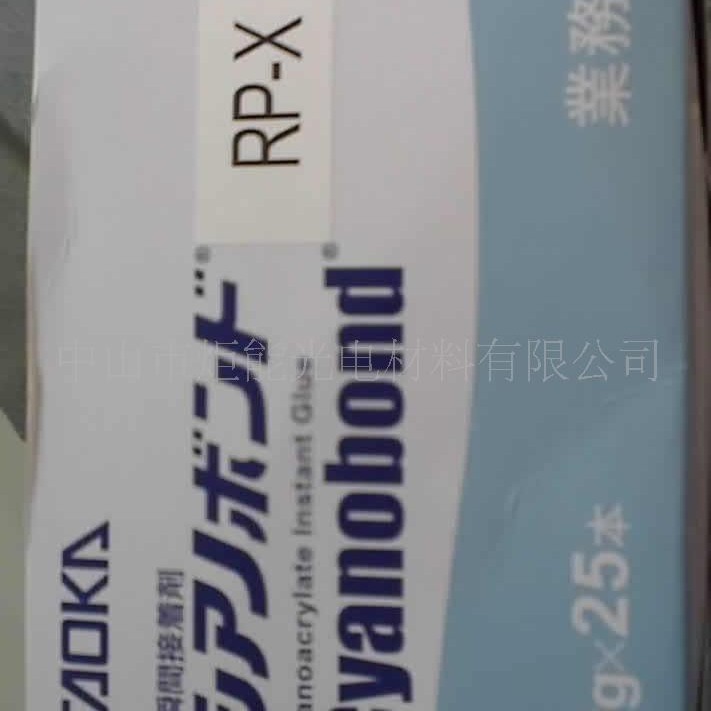 TAOKA
瞬間接着剤
シアノボンド®
RP-X
Cyanoacrylate Instant Glue
Cyanobond®
業務
g×25本
中山市炬能光电材料有限公司